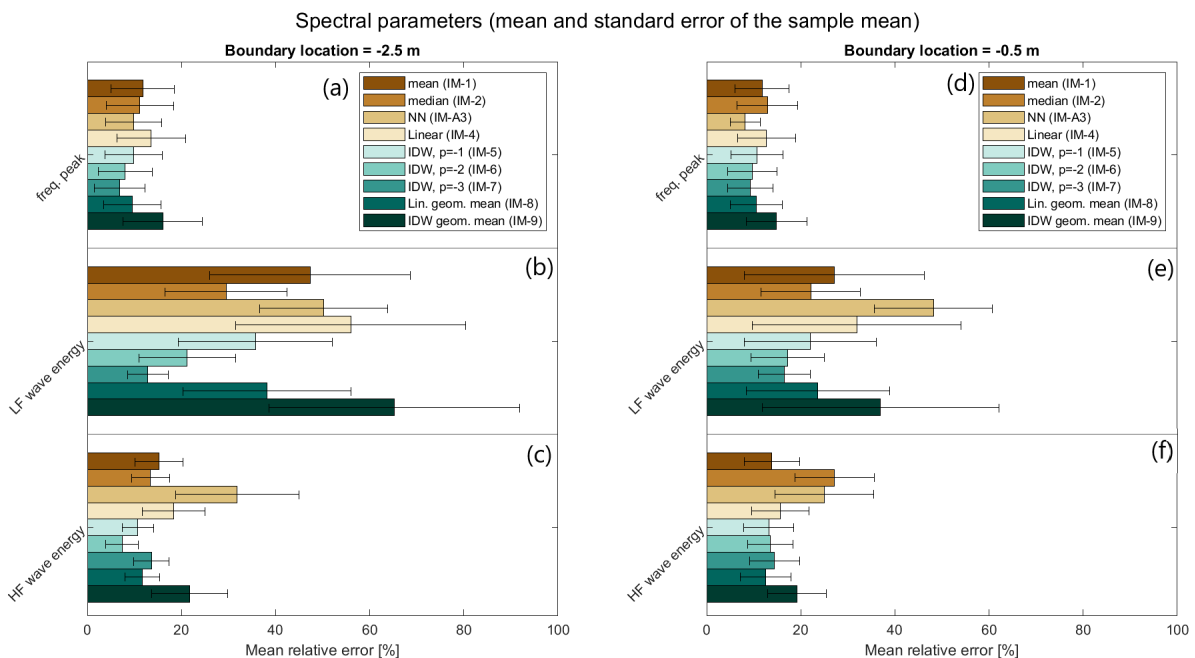 Spectral parameters (mean and standard error of the sample mean)
Boundary location = -2.5 m
(a)
mean (IM-1)
median (IM-2)
NN (IM-A3)
Linear (IM-4)
IDW, p=-1 (IM-5)
IDW, p=-2 (IM-6)
IDW, p=-3 (IM-7)
Lin. geom. mean (IM-8)
IDW geom. mean (IM-9)
freq. peak
(b)
LF wave energy
(c)
HF wave energy
0 20 40 60 80 100
Mean relative error [%]
Boundary location = -0.5 m
(d)
mean (IM-1)
median (IM-2)
NN (IM-A3)
Linear (IM-4)
IDW, p=-1 (IM-5)
IDW, p=-2 (IM-6)
IDW, p=-3 (IM-7)
Lin. geom. mean (IM-8)
IDW geom. mean (IM-9)
freq. peak
(e)
LF wave energy
(f)
HF wave energy
0 20 40 60 80 100
Mean relative error [%]